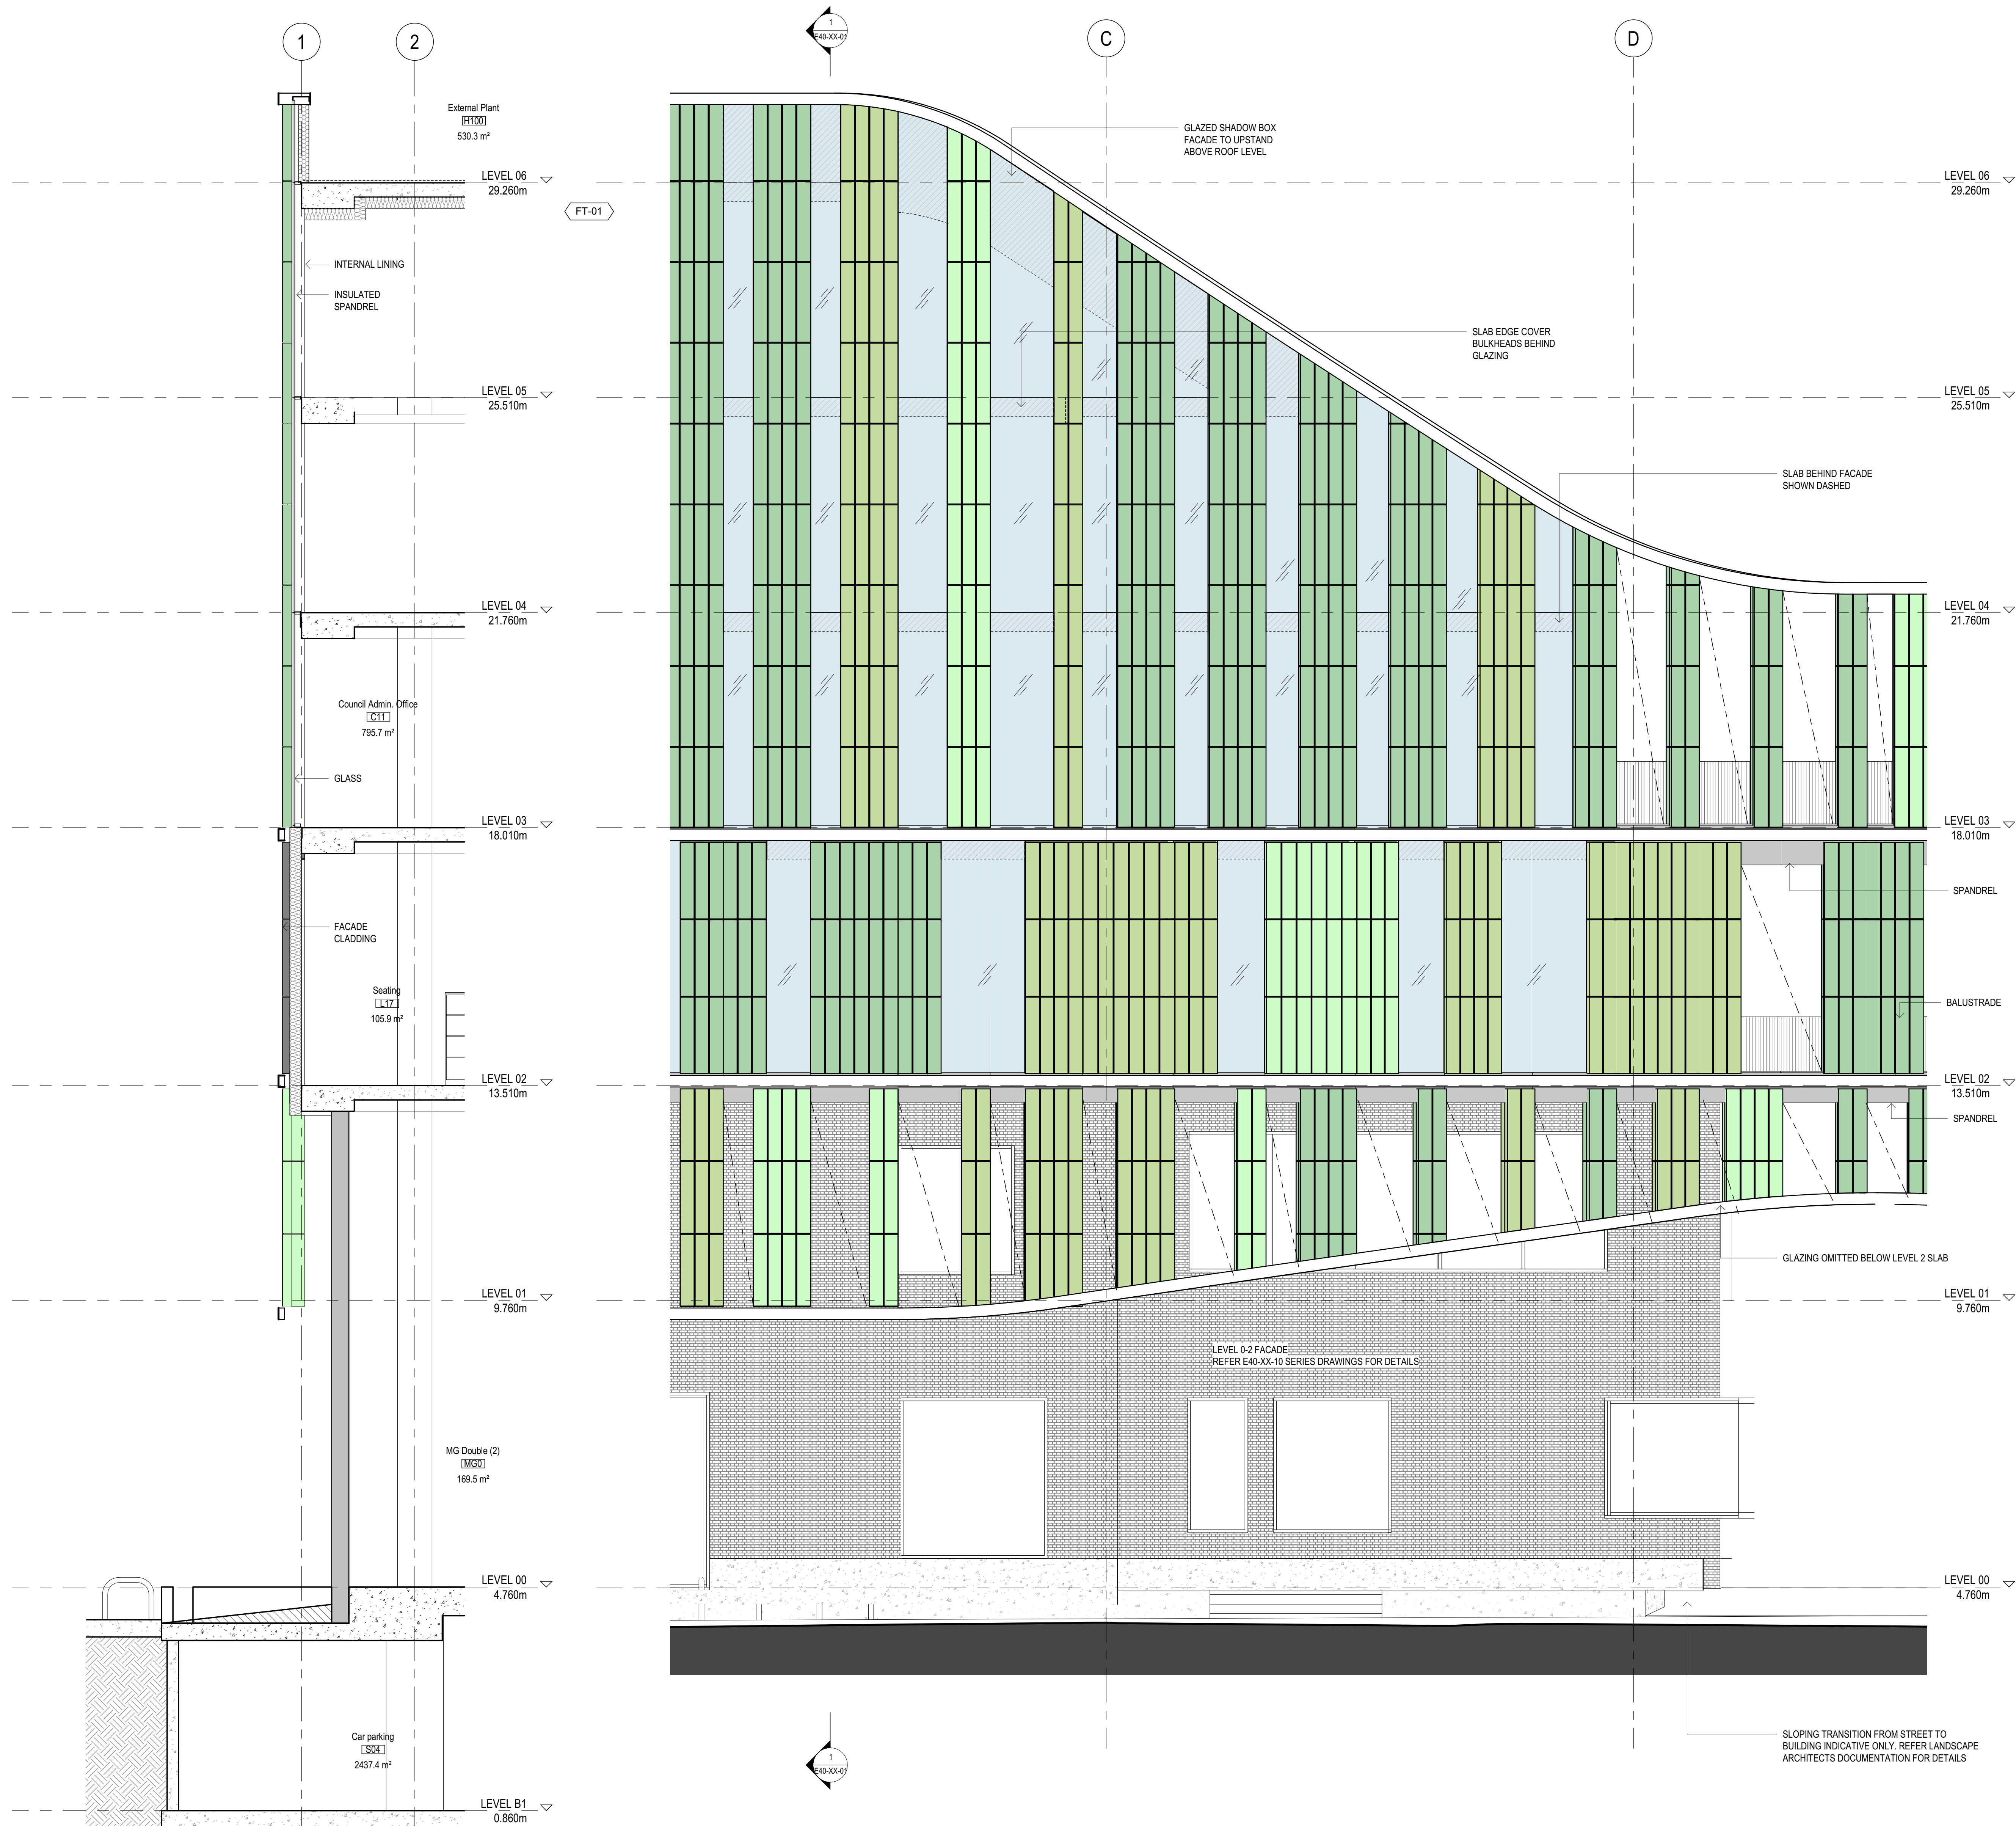 1
2
1
E40-XX-01
C
D
External Plant
H100
530.3 m²
GLAZED SHADOW BOX
FACADE TO UPSTAND
ABOVE ROOF LEVEL
LEVEL 06
29.260m
LEVEL 06
29.260m
FT-01
INTERNAL LINING
INSULATED
SPANDREL
SLAB EDGE COVER
BULKHEADS BEHIND
GLAZING
LEVEL 05
25.510m
LEVEL 05
25.510m
SLAB BEHIND FACADE
SHOWN DASHED
LEVEL 04
21.760m
LEVEL 04
21.760m
Council Admin. Office
C11
795.7 m²
GLASS
LEVEL 03
18.010m
LEVEL 03
18.010m
SPANDREL
FACADE
CLADDING
Seating
L17
105.9 m²
BALUSTRADE
LEVEL 02
13.510m
LEVEL 02
13.510m
SPANDREL
GLAZING OMITTED BELOW LEVEL 2 SLAB
LEVEL 01
9.760m
LEVEL 01
9.760m
LEVEL 0-2 FACADE
REFER E40-XX-10 SERIES DRAWINGS FOR DETAILS
MG Double (2)
MG0
169.5 m²
LEVEL 00
4.760m
LEVEL 00
4.760m
Car parking
S04
2437.4 m²
1
E40-XX-01
SLOPING TRANSITION FROM STREET TO
BUILDING INDICATIVE ONLY. REFER LANDSCAPE
ARCHITECTS DOCUMENTATION FOR DETAILS
LEVEL B1
0.860m